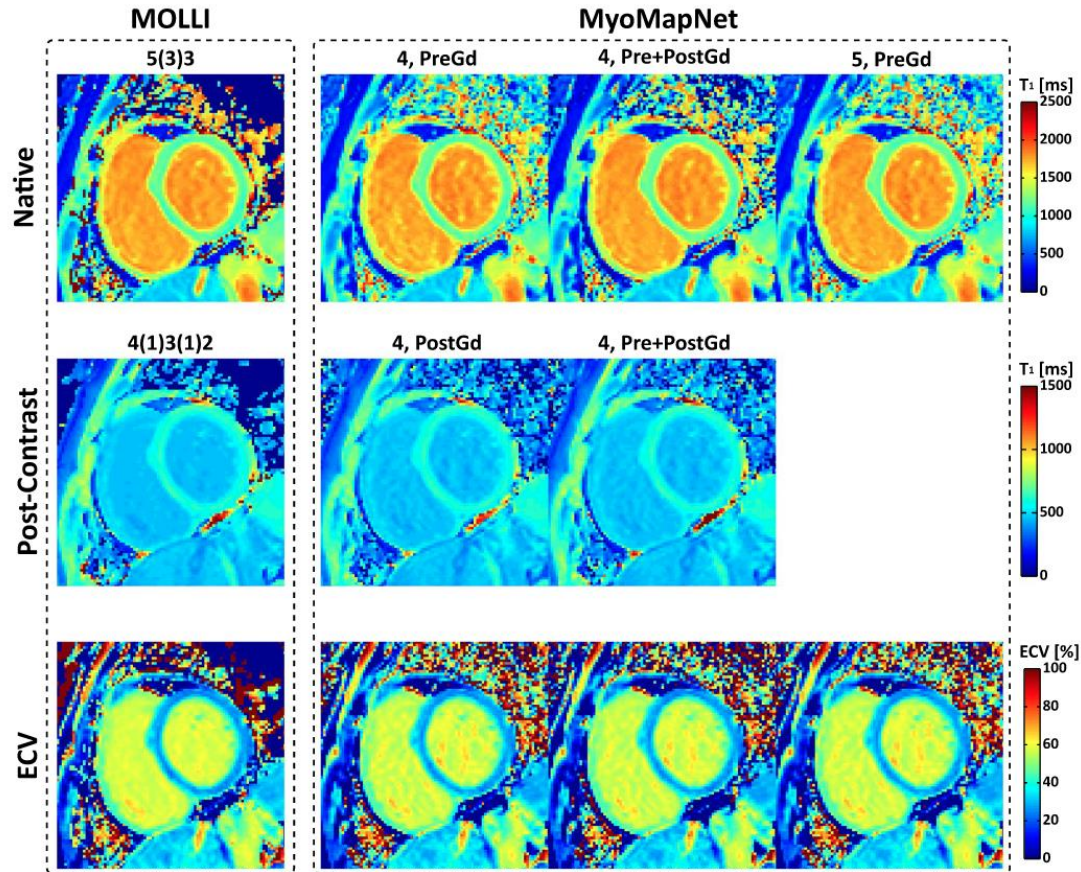 MOLLI
MyoMapNet
5(3)3
4, PreGd
4, Pre+PostGd
5, PreGd
T1 [ms]
Native
2500
2000
1500
1000
500
0
4(1)3(1)2
4, PostGd
4, Pre+PostGd
T1 [ms]
Post-Contrast
1500
1000
500
0
ECV [%]
ECV
100
80
60
40
20
0